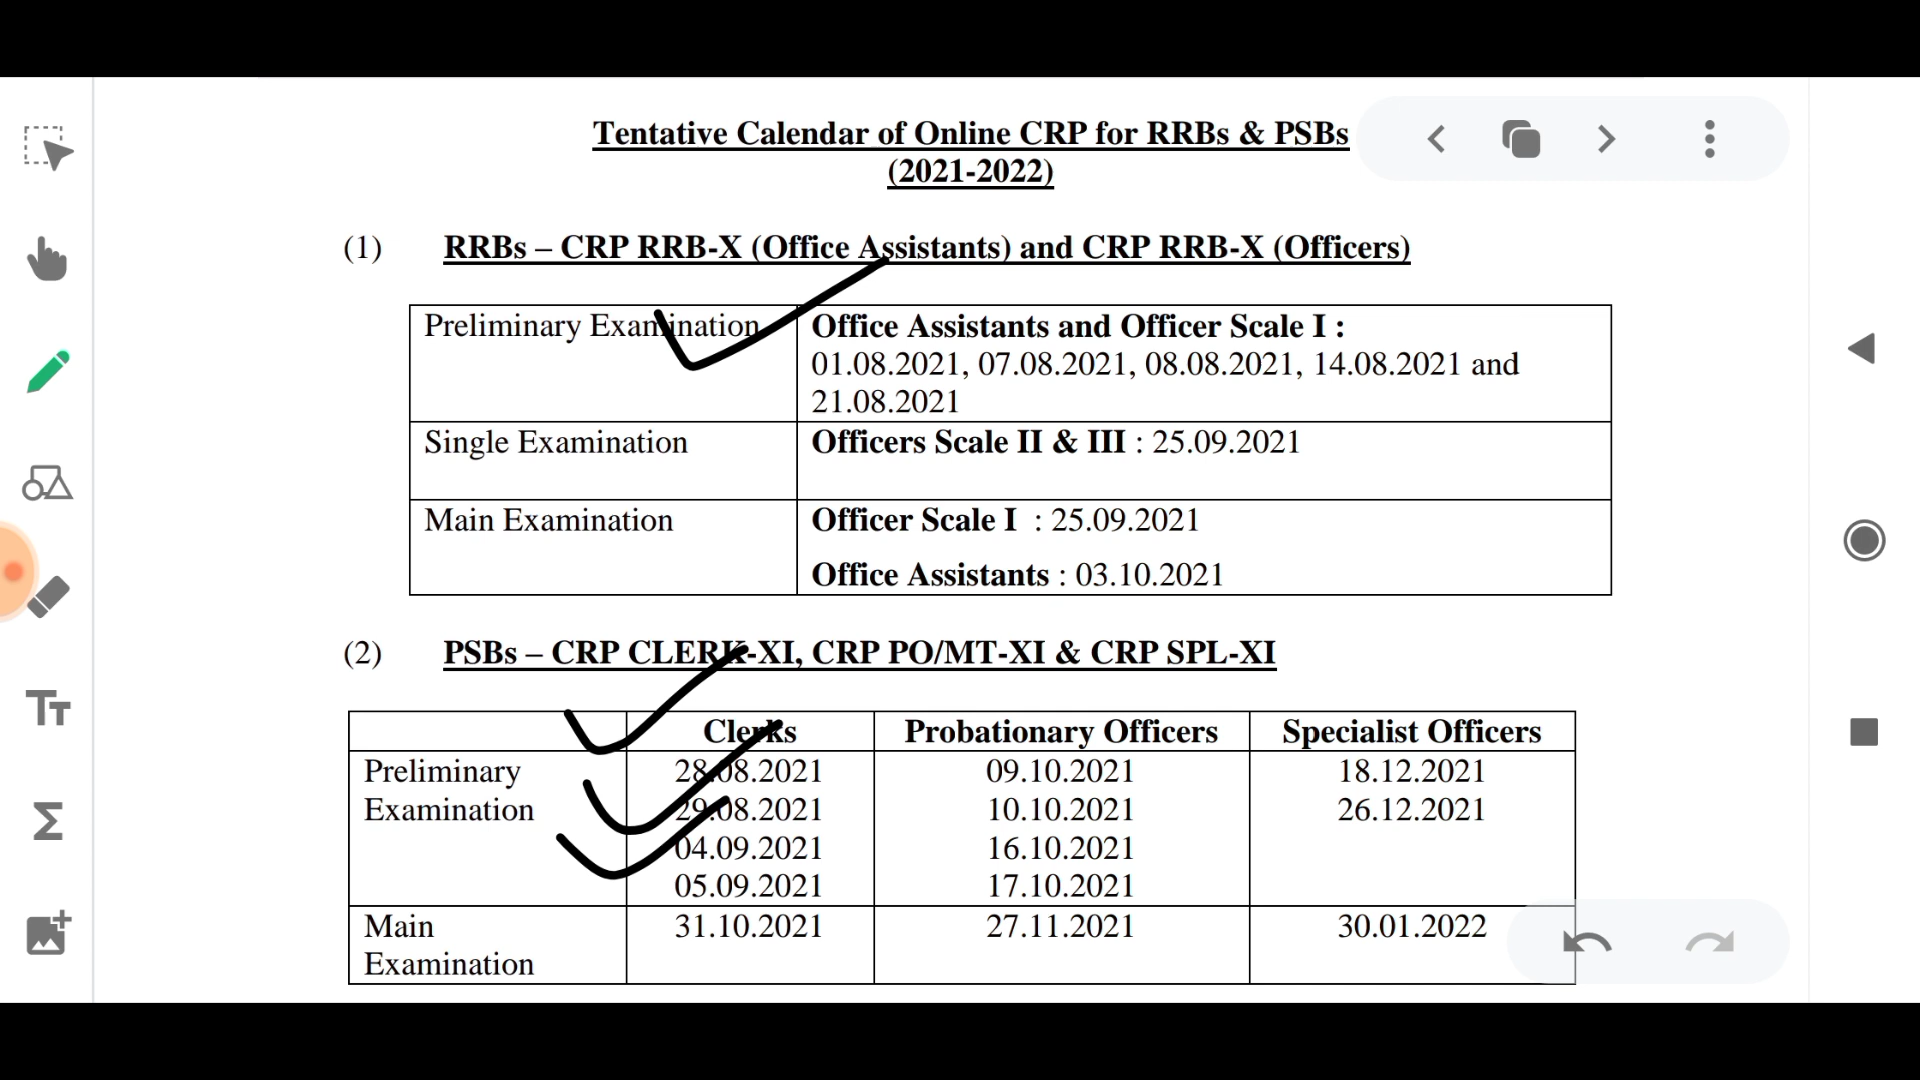 Tentative Calendar of Online CRP for RRBs & PSBs
(2021-2022)
(1) RRBs – CRP RRB-X (Office Assistants) and CRP RRB-X (Officers)
Preliminary Examination
Office Assistants and Officer Scale I :
01.08.2021, 07.08.2021, 08.08.2021, 14.08.2021 and
21.08.2021
Single Examination
Officers Scale II & III : 25.09.2021
Main Examination
Officer Scale I : 25.09.2021
Office Assistants : 03.10.2021
(2) PSBs – CRP CLERK-XI, CRP PO/MT-XI & CRP SPL-XI
Clerks Probationary Officers Specialist Officers
Preliminary 28.08.2021 09.10.2021 18.12.2021
Examination 29.08.2021 10.10.2021 26.12.2021
04.09.2021 16.10.2021
05.09.2021 17.10.2021
Main 31.10.2021 27.11.2021 30.01.2022
Examination
TT
Σ